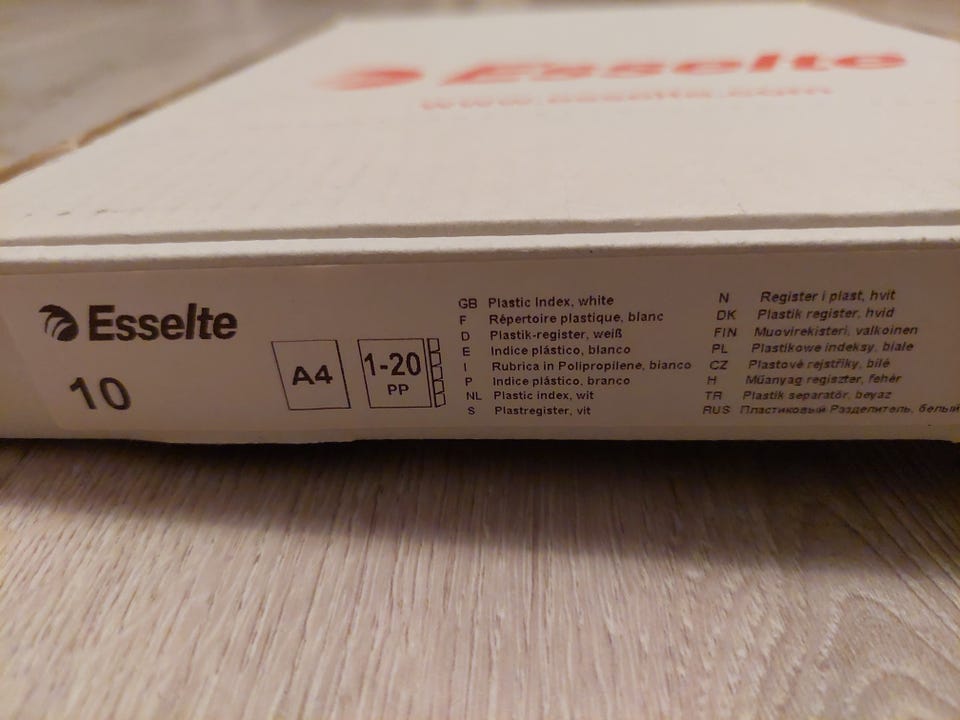 Esselte
www.esselte.com
Esselte
10
A4
1-20
PP
GB Plastic Index, white
F Répertoire plastique, blanc
D Plastik-register, weiß
E Indice plástico, blanco
I Rubrica in Polipropilene, bianco
P Indice plástico, branco
NL Plastic index, wit
S Plastregister, vit
N Register i plast, hvit
DK Plastik register, hvid
FIN Muovirekisteri, valkoinen
PL Plastikowe indeksy, biale
CZ Plastové rejstříky, bílé
H Műanyag regiszter, fehér
TR Plastik separatör, beyaz
RUS Пластиковый Разделитель, белый